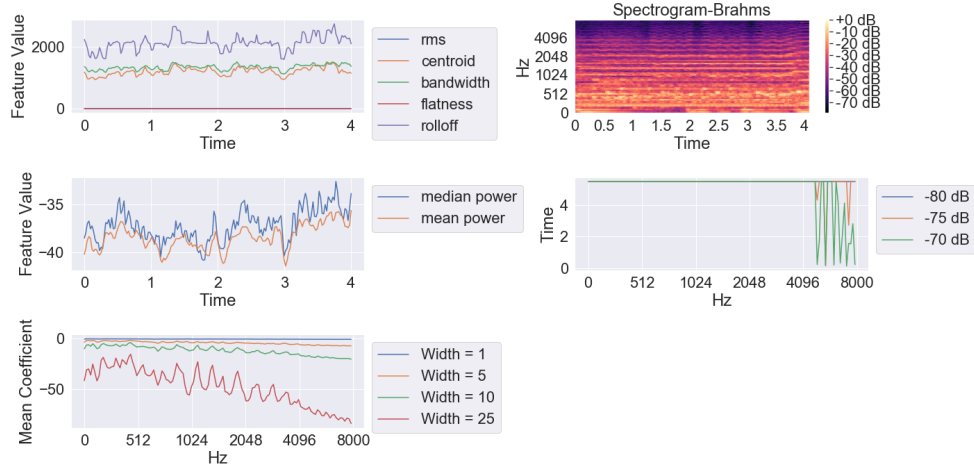 Feature Value
2000
0
0 1 2 3 4
Time
rms
centroid
bandwidth
flatness
rolloff
Spectrogram-Brahms
Hz
4096
2048
1024
512
0
0 0.5 1 1.5 2 2.5 3 3.5 4
Time
+0 dB
-10 dB
-20 dB
-30 dB
-40 dB
-50 dB
-60 dB
-70 dB
Feature Value
−35
−40
0 1 2 3 4
Time
median power
mean power
Time
4
2
0
0 512 1024 2048 4096 8000
Hz
-80 dB
-75 dB
-70 dB
Mean Coefficient
0
−50
0 512 1024 2048 4096 8000
Hz
Width = 1
Width = 5
Width = 10
Width = 25